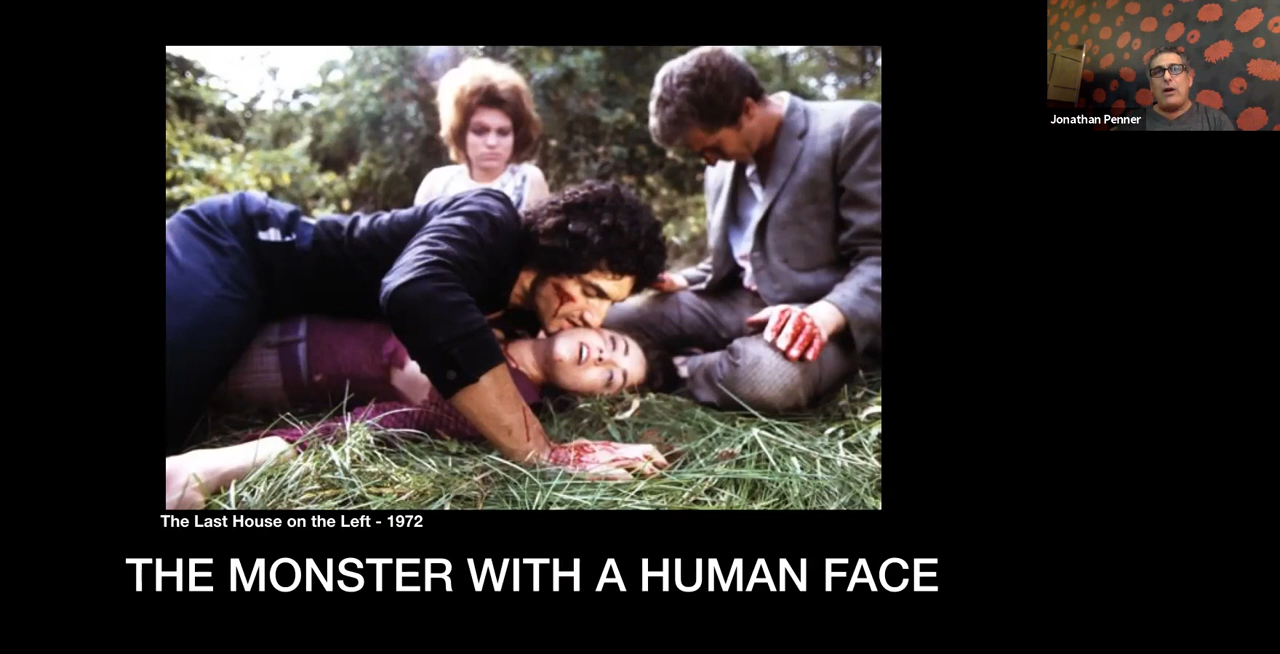 Jonathan Penner
The Last House on the Left - 1972
THE MONSTER WITH A HUMAN FACE